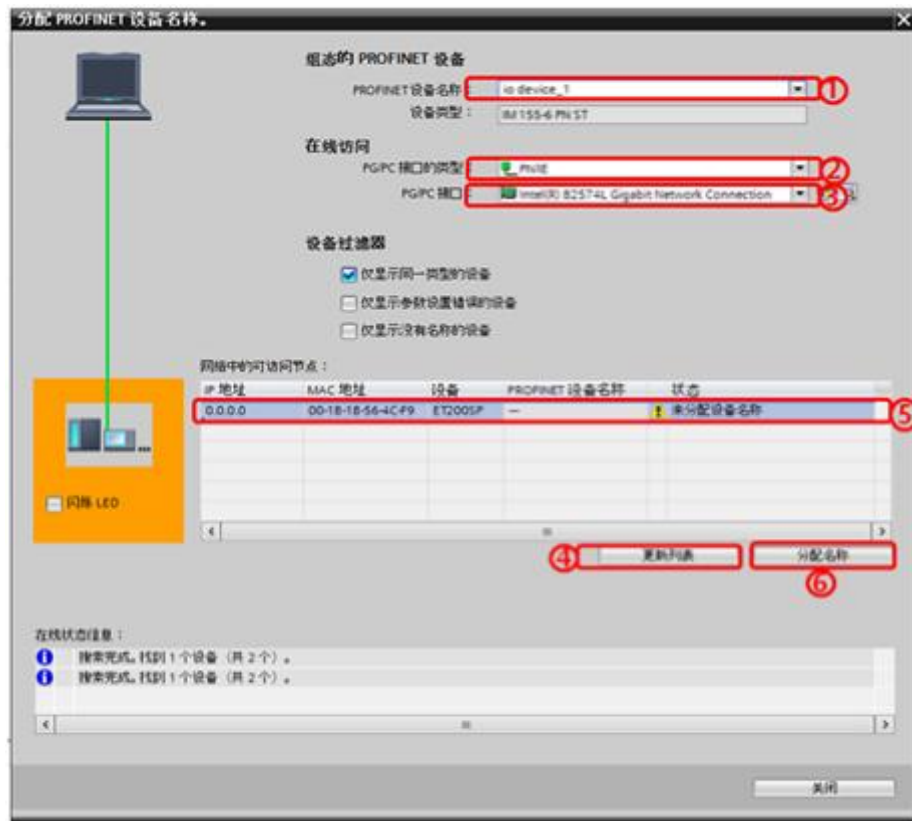 分配 PROFINET 设备名称。
组态的 PROFINET 设备
PROFINET设备名称： io device_1 ①
设备类型： IM 155-6 PN ST
在线访问
PG/PC 接口的类型： PN/IE ②
PG/PC 接口： Intel(R) 82574L Gigabit Network Connection ③
设备过滤器
仅显示同一类型的设备
仅显示参数设置错误的设备
仅显示没有名称的设备
网络中的可访问节点：
IP 地址 MAC 地址 设备 PROFINET 设备名称 状态
0.0.0.0 00-18-18-56-4C-F9 ET200SP — 未分配设备名称 ⑤
闪烁 LED
④ 更新列表 分配名称
⑥
在线状态信息：
搜索完成。找到 1 个设备（共 2 个）。
搜索完成。找到 1 个设备（共 2 个）。
关闭